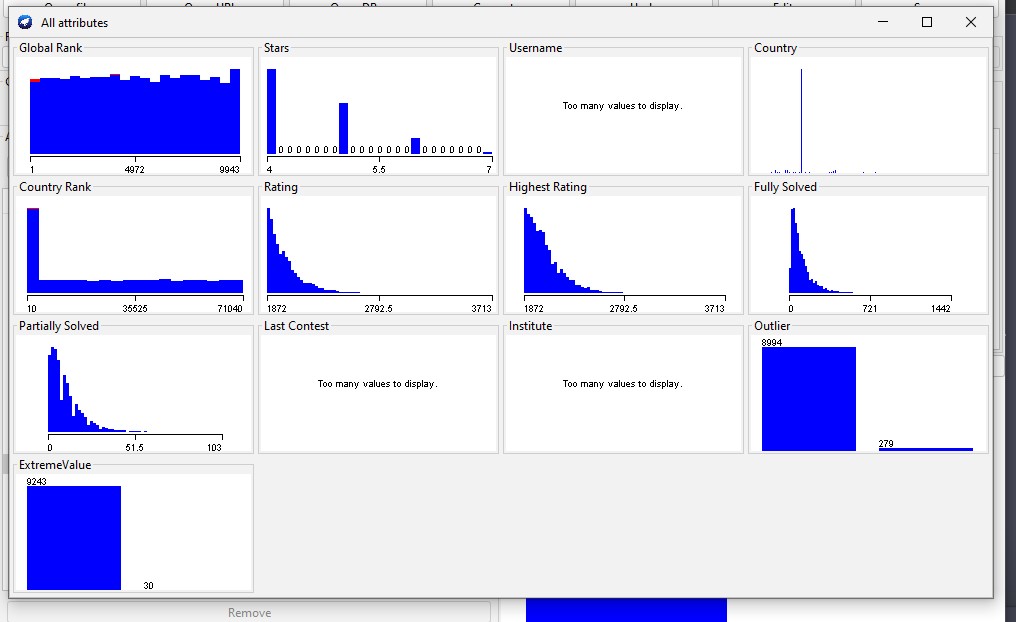 All attributes
Global Rank
1 4972 9943
Stars
0 0 0 0 0 0 0 0 0 0 0 0 0 0 0 0 0 0 0 0 0
4 5.5 7
Username
Too many values to display.
Country
Country Rank
10 35525 71040
Rating
1872 2792.5 3713
Highest Rating
1872 2792.5 3713
Fully Solved
0 721 1442
Partially Solved
0 51.5 103
Last Contest
Too many values to display.
Institute
Too many values to display.
Outlier
8994
279
ExtremeValue
9243
30
Remove